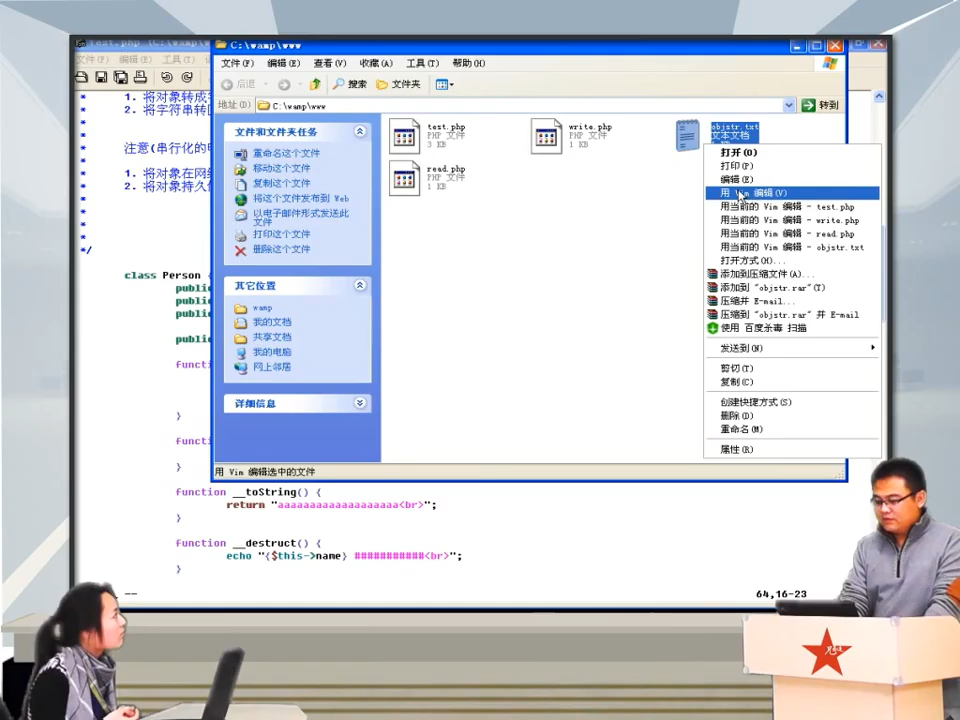 C:\wamp\www
文件(F) 编辑(E) 查看(V) 收藏(A) 工具(T) 帮助(H)
后退 搜索 文件夹
地址(D) C:\wamp\www 转到
文件和文件夹任务
重命名这个文件
移动这个文件
复制这个文件
将这个文件发布到 Web
以电子邮件形式发送此
文件
打印这个文件
删除这个文件
其它位置
wamp
我的文档
共享文档
我的电脑
网上邻居
详细信息
test.php
PHP 文件
3 KB
write.php
PHP 文件
1 KB
objstr.txt
文本文档
read.php
PHP 文件
1 KB
打开(O)
打印(P)
编辑(E)
用 Vim 编辑(V)
用当前的 Vim 编辑 - test.php
用当前的 Vim 编辑 - write.php
用当前的 Vim 编辑 - read.php
用当前的 Vim 编辑 - objstr.txt
打开方式(H)...
添加到压缩文件(A)...
添加到 "objstr.rar"(T)
压缩并 E-mail...
压缩到 "objstr.rar" 并 E-mail
使用 百度杀毒 扫描
发送到(N)
剪切(T)
复制(C)
创建快捷方式(S)
删除(D)
重命名(M)
属性(R)
用 Vim 编辑选中的文件
* 1. 将对象转成字
* 2. 将字符串转回
*
* 注意(串行化的
*
* 1. 将对象在网络
* 2. 将对象持久
*
*
*
*
*/
class Person {
publi
publi
publi
publi
functi
}
functi
}
function __toString() {
return "aaaaaaaaaaaaaaaaaaa<br>";
}
function __destruct() {
echo "{$this->name} ###########<br>";
}
--
64,16-23